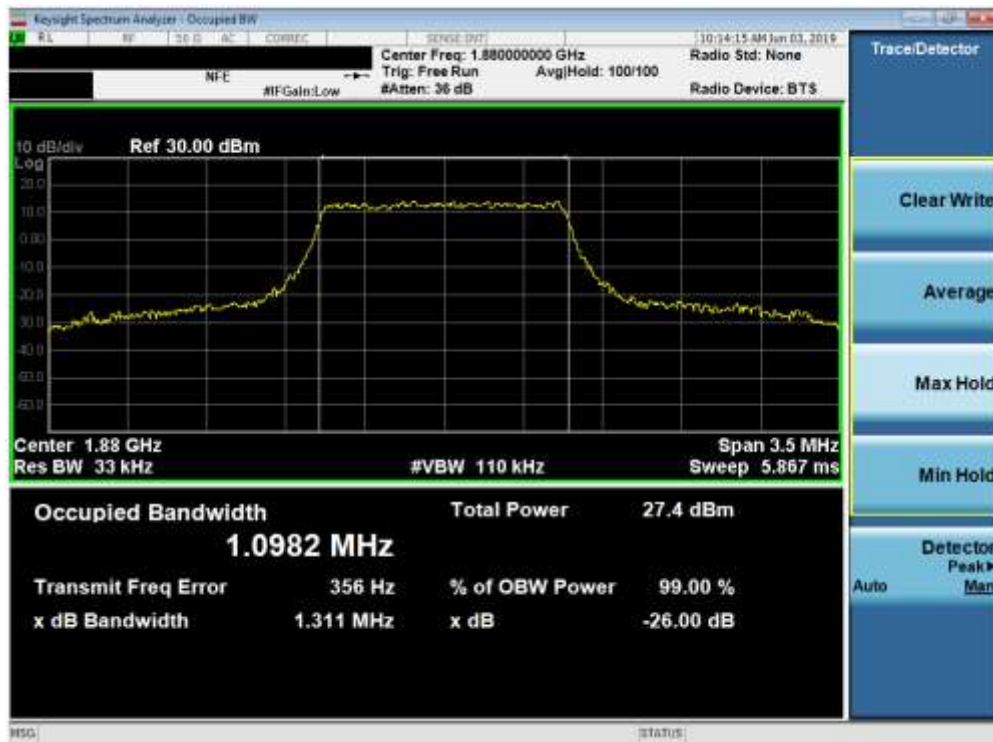 Keysight Spectrum Analyzer - Occupied BW
RL RF 50 Ω AC CORREC SENSE:INT 10:14:15 AM Jun 03, 2019
Center Freq: 1.880000000 GHz Radio Std: None
NFE Trig: Free Run Avg|Hold: 100/100
#IFGain:Low #Atten: 36 dB Radio Device: BTS
Trace/Detector
10 dB/div Ref 30.00 dBm
Log
20.0
10.0
0.00
-10.0
-20.0
-30.0
-40.0
-50.0
-60.0
Center 1.88 GHz Span 3.5 MHz
Res BW 33 kHz #VBW 110 kHz Sweep 5.867 ms
Occupied Bandwidth Total Power 27.4 dBm
1.0982 MHz
Transmit Freq Error 356 Hz % of OBW Power 99.00 %
x dB Bandwidth 1.311 MHz x dB -26.00 dB
Clear Write
Average
Max Hold
Min Hold
Detector
Peak▶
Auto Man
MSG STATUS